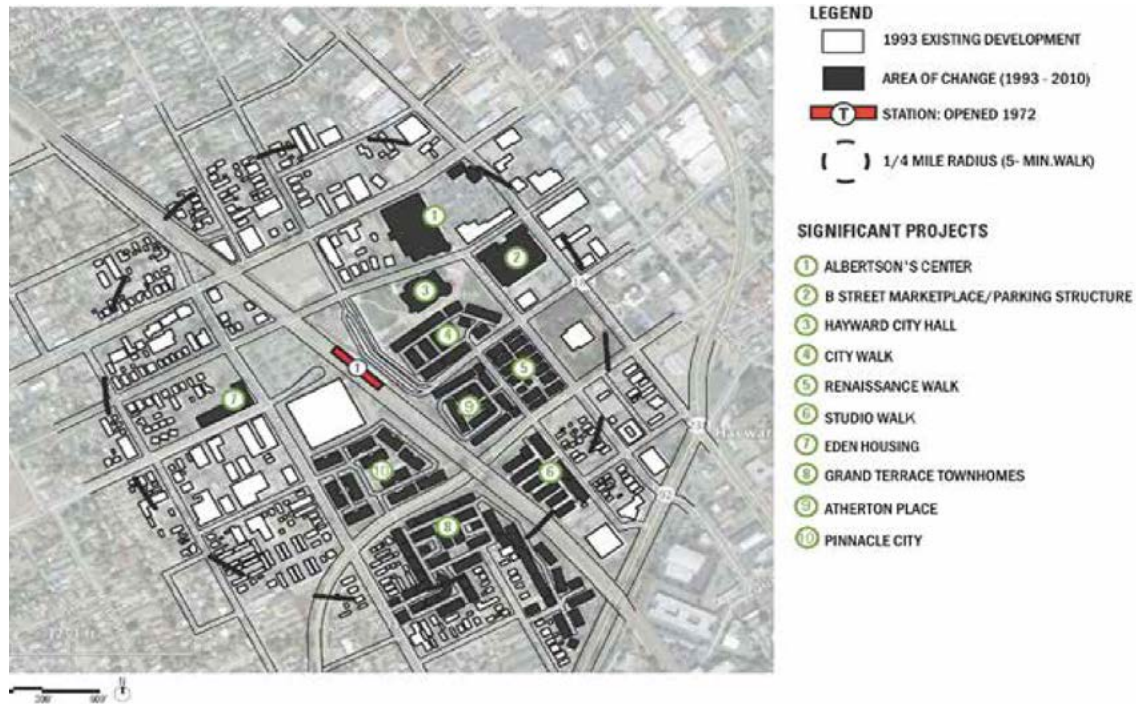 LEGEND
1993 EXISTING DEVELOPMENT
AREA OF CHANGE (1993 - 2010)
T STATION: OPENED 1972
1/4 MILE RADIUS (5- MIN.WALK)
SIGNIFICANT PROJECTS
1 ALBERTSON'S CENTER
2 B STREET MARKETPLACE/PARKING STRUCTURE
3 HAYWARD CITY HALL
4 CITY WALK
5 RENAISSANCE WALK
6 STUDIO WALK
7 EDEN HOUSING
8 GRAND TERRACE TOWNHOMES
9 ATHERTON PLACE
10 PINNACLE CITY
1
2
3
4
5
T
7
9
Haywar
10
6
92
8
N